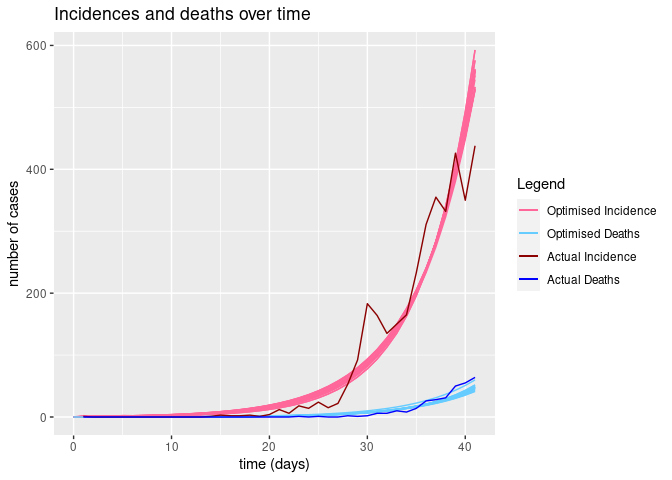 Incidences and deaths over time
600
400
200
0
number of cases
0 10 20 30 40
time (days)
Legend
Optimised Incidence
Optimised Deaths
Actual Incidence
Actual Deaths